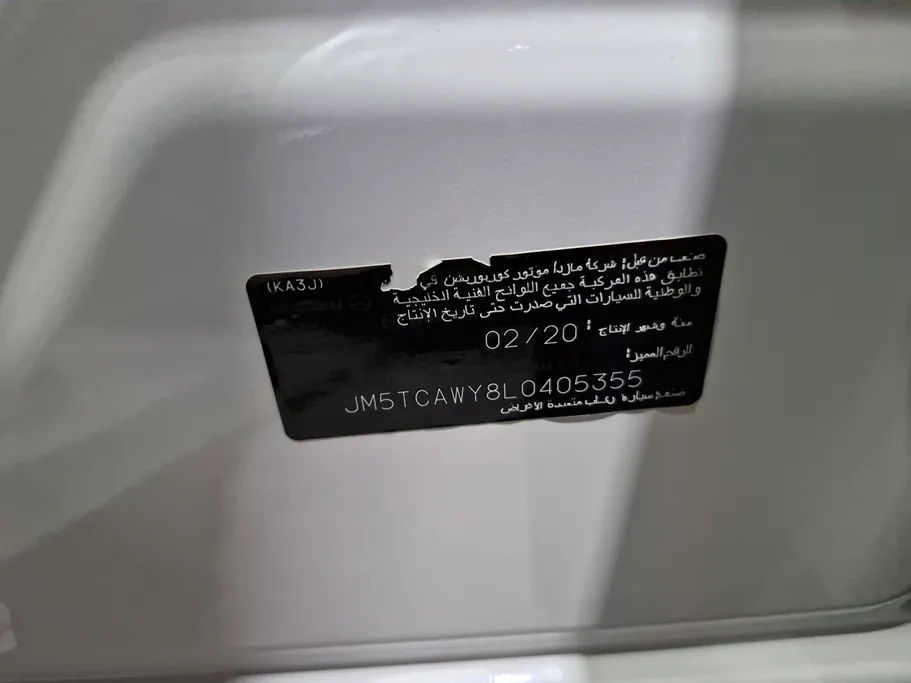 (KA3J)
صنعت من قبل: شركة مازدا موتور كوربوريشن في
تطابق هذه المركبة جميع اللوائح الفنية الخليجية
والوطنية للسيارات التي صدرت حتى تاريخ الإنتاج
سنة وشهر الإنتاج : 02/20
الرقم المميز:
JM5TCAWY8L0405355
صنف: سيارة ركاب متعددة الأغراض